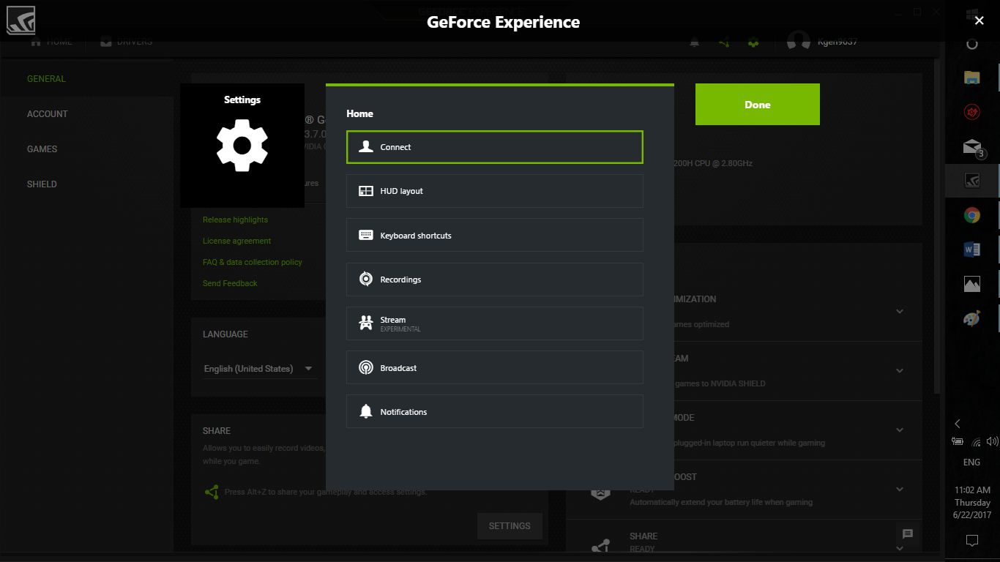 GeForce Experience
HOME
DRIVERS
Kgen9637
GENERAL
ACCOUNT
GAMES
SHIELD
Settings
® G
3.7.0
Release highlights
License agreement
FAQ & data collection policy
Send Feedback
LANGUAGE
English (United States)
SHARE
Allows you to easily record videos,
while you game.
Press Alt+Z to share your gameplay and access settings.
SETTINGS
Home
Connect
HUD layout
Keyboard shortcuts
Recordings
Stream
EXPERIMENTAL
Broadcast
Notifications
Done
200H CPU @ 2.80GHz
IMIZATION
ames optimized
EAM
games to NVIDIA SHIELD
MODE
plugged-in laptop run quieter while gaming
OOST
READY
Automatically extend your battery life when gaming
SHARE
READY
3
ENG
11:02 AM
Thursday
6/22/2017